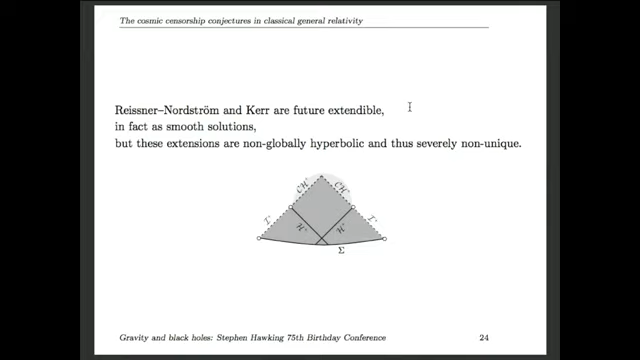 The cosmic censorship conjectures in classical general relativity
Reissner–Nordström and Kerr are future extendible,
in fact as smooth solutions,
but these extensions are non-globally hyperbolic and thus severely non-unique.
CH⁺ CH⁺
I⁺ H⁺ H⁺ I⁺
Σ
Gravity and black holes: Stephen Hawking 75th Birthday Conference 24